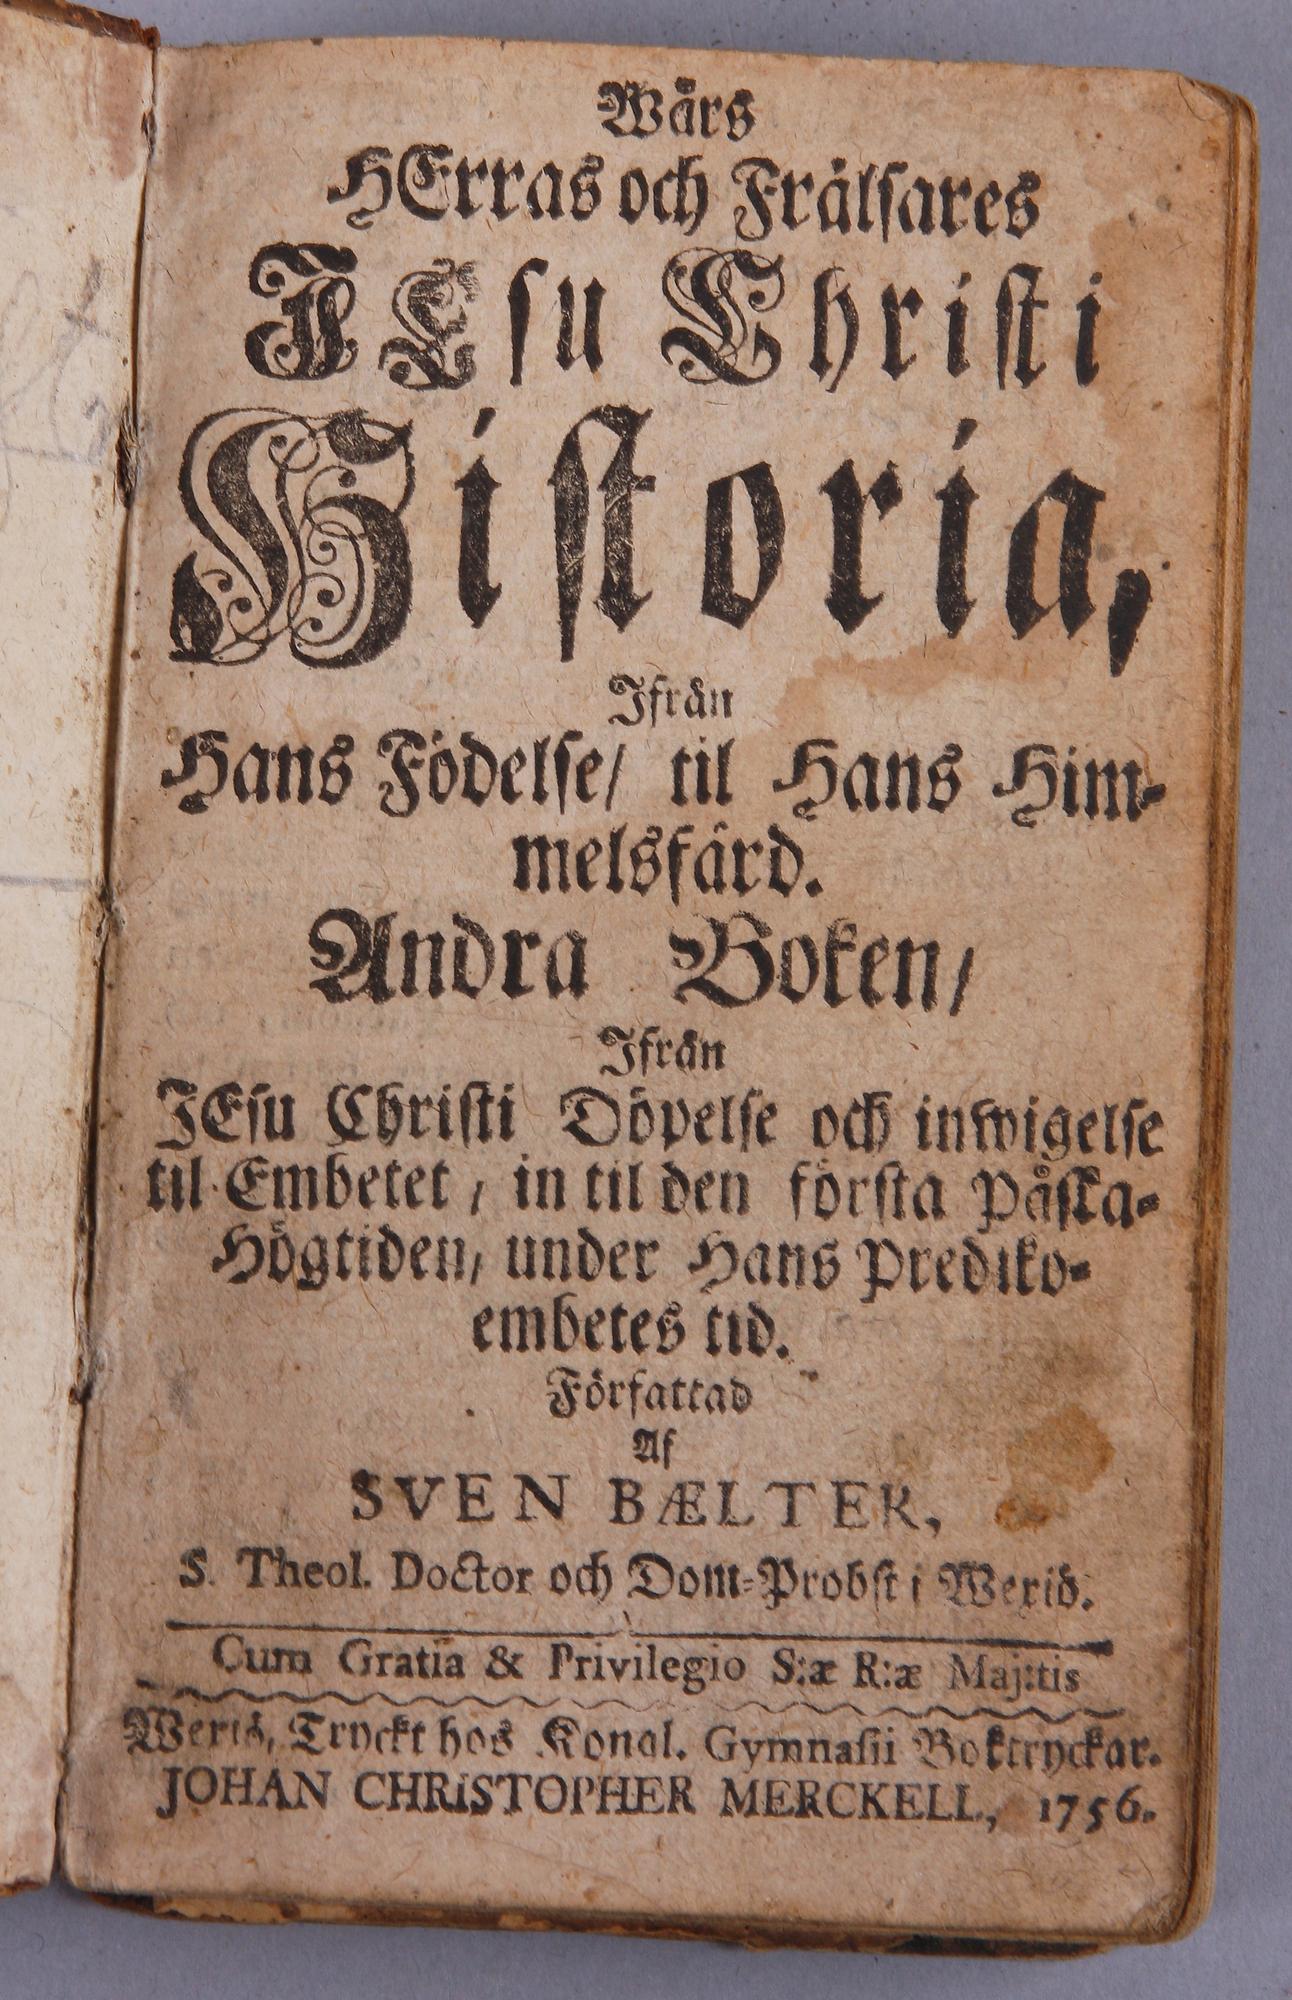 Wårs
HErras och Frälsares
JEsu Christi
Historia,
Ifrån
Hans Födelse/ til Hans Him-
melsfärd.
Andra Boken/
Ifrån
JEsu Christi Döpelse och inwigelse
til Embetet, in til den första Påska-
Högtiden, under Hans Prediko-
embetes tid.
Författad
Af
SVEN BÆLTER,
S. Theol. Doctor och Dom-Probst i Wexiö.
Cum Gratia & Privilegio S:æ R:æ Maj:tis
Wexiö, Tryckt hos Kongl. Gymnasii Boktryckar.
JOHAN CHRISTOPHER MERCKELL, 1756.